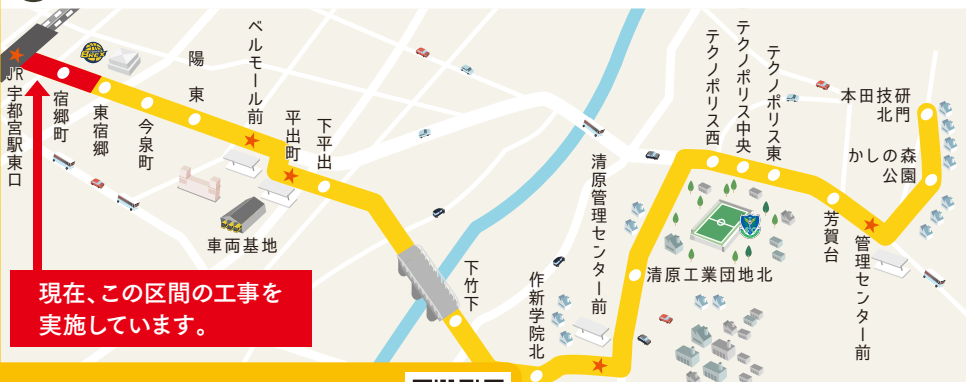 JR宇都宮駅東口
宿郷町
東宿郷
今泉町
陽東
ベルモール前
平出町
下平出
車両基地
下竹下
作新学院北
清原管理センター前
清原工業団地北
テクノポリス西
テクノポリス中央
テクノポリス東
芳賀台
管理センター前
かしの森
公園
本田技研
北門
現在、この区間の工事を
実施しています。